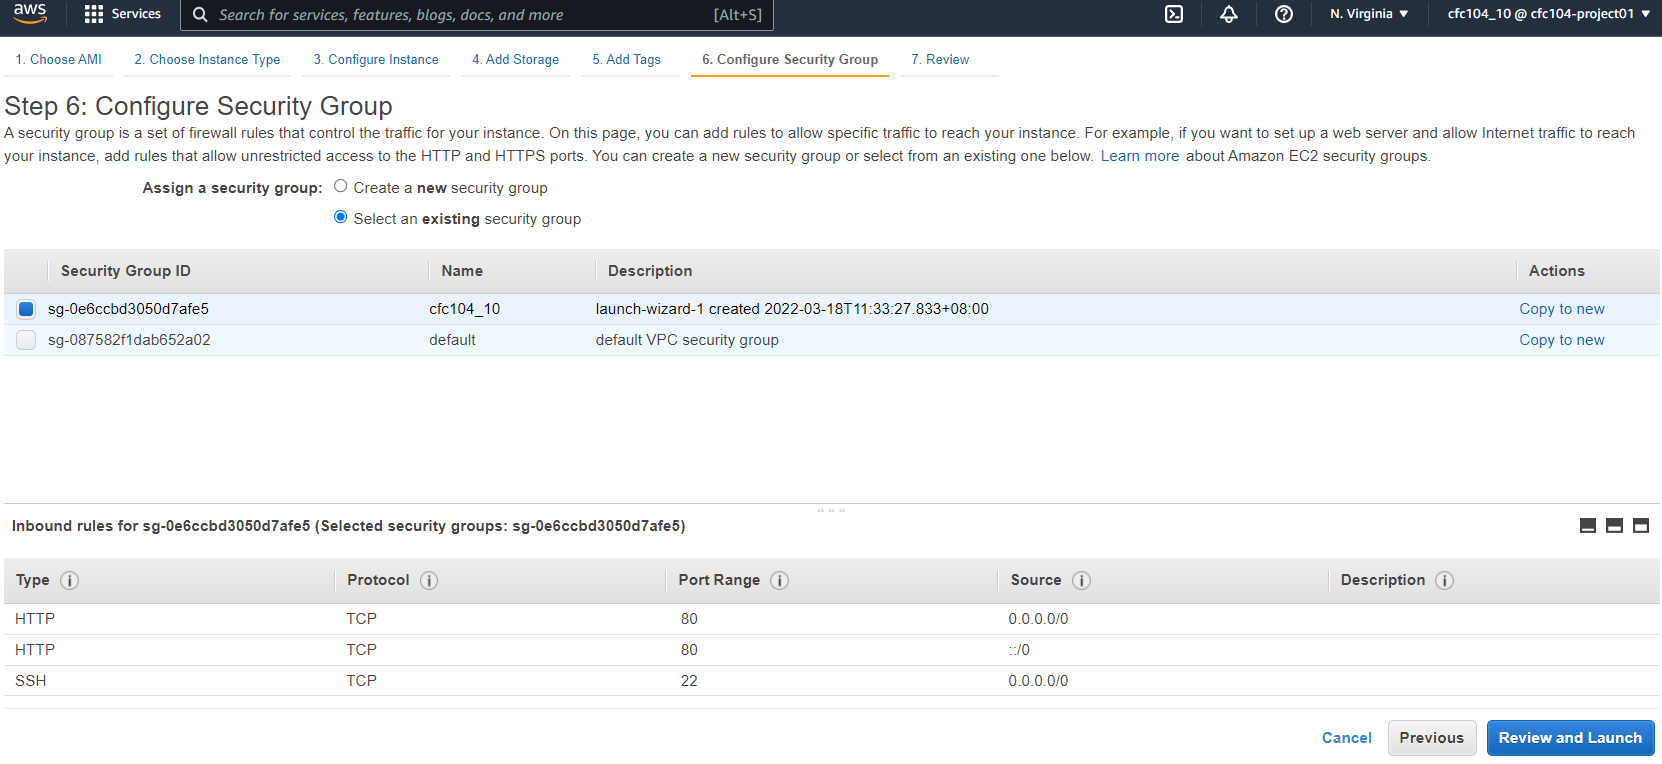 aws Services Search for services, features, blogs, docs, and more [Alt+S] N. Virginia cfc104_10 @ cfc104-project01
1. Choose AMI 2. Choose Instance Type 3. Configure Instance 4. Add Storage 5. Add Tags 6. Configure Security Group 7. Review
Step 6: Configure Security Group
A security group is a set of firewall rules that control the traffic for your instance. On this page, you can add rules to allow specific traffic to reach your instance. For example, if you want to set up a web server and allow Internet traffic to reach
your instance, add rules that allow unrestricted access to the HTTP and HTTPS ports. You can create a new security group or select from an existing one below. Learn more about Amazon EC2 security groups.
Assign a security group: Create a new security group
Select an existing security group
Security Group ID Name Description Actions
sg-0e6ccbd3050d7afe5 cfc104_10 launch-wizard-1 created 2022-03-18T11:33:27.833+08:00 Copy to new
sg-087582f1dab652a02 default default VPC security group Copy to new
Inbound rules for sg-0e6ccbd3050d7afe5 (Selected security groups: sg-0e6ccbd3050d7afe5)
Type Protocol Port Range Source Description
HTTP TCP 80 0.0.0.0/0
HTTP TCP 80 ::/0
SSH TCP 22 0.0.0.0/0
Cancel Previous Review and Launch